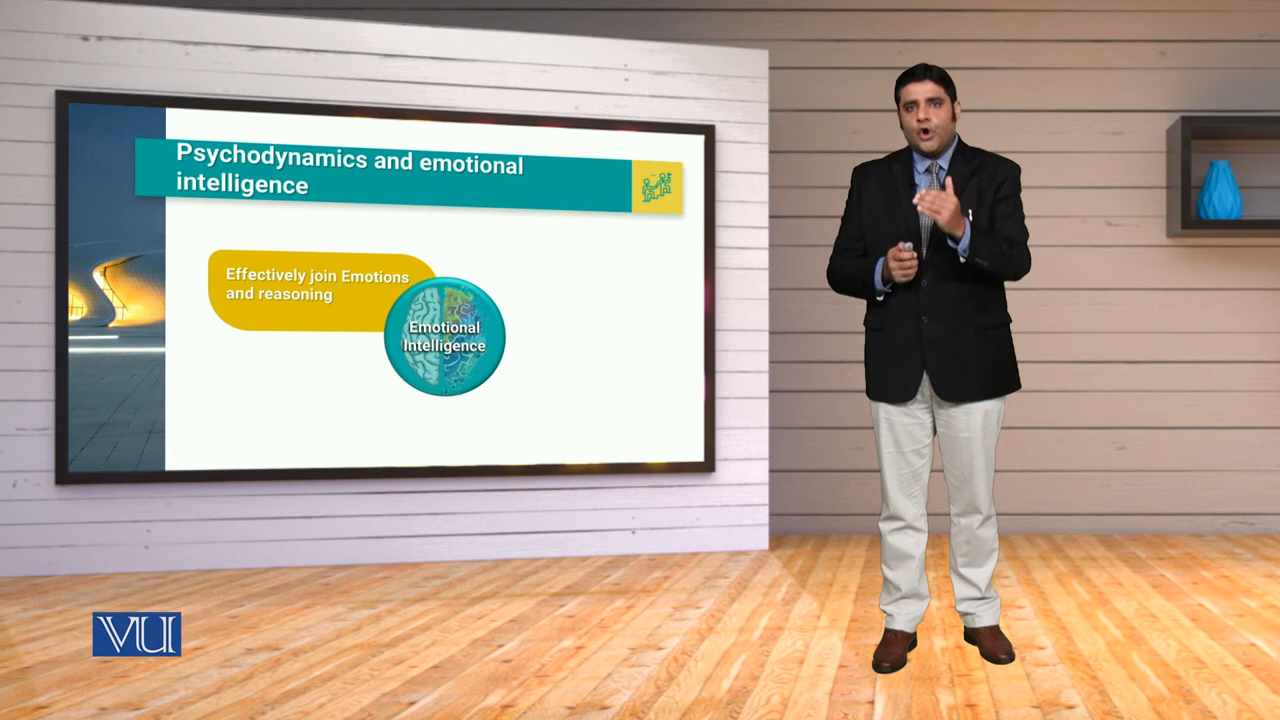 Psychodynamics and emotional
intelligence
Effectively join Emotions
and reasoning
Emotional
Intelligence
VU